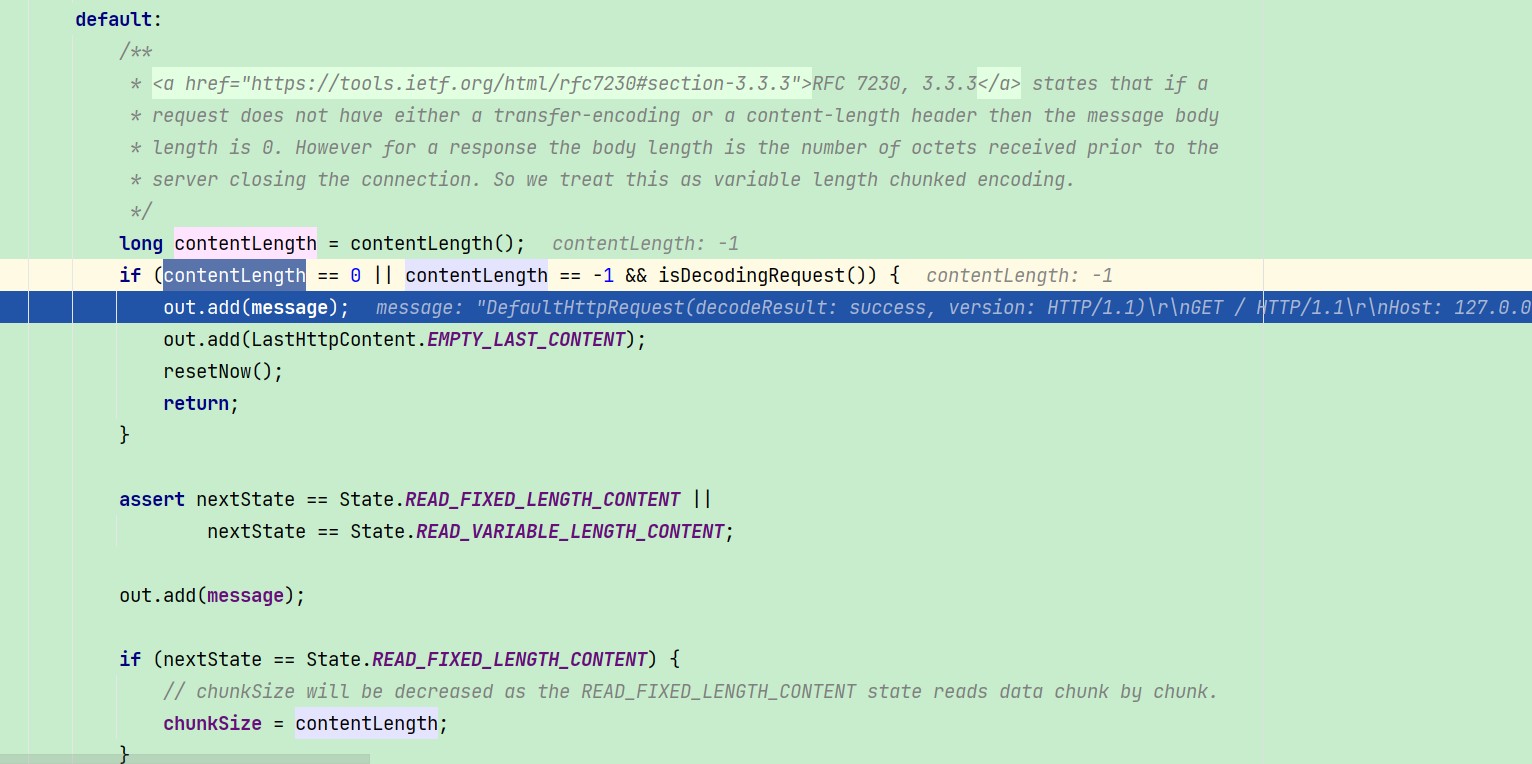 default:
/**
* <a href="https://tools.ietf.org/html/rfc7230#section-3.3.3">RFC 7230, 3.3.3</a> states that if a
* request does not have either a transfer-encoding or a content-length header then the message body
* length is 0. However for a response the body length is the number of octets received prior to the
* server closing the connection. So we treat this as variable length chunked encoding.
*/
long contentLength = contentLength(); contentLength: -1
if (contentLength == 0 || contentLength == -1 && isDecodingRequest()) { contentLength: -1
out.add(message); message: "DefaultHttpRequest(decodeResult: success, version: HTTP/1.1)\r\nGET / HTTP/1.1\r\nHost: 127.0.0
out.add(LastHttpContent.EMPTY_LAST_CONTENT);
resetNow();
return;
}
assert nextState == State.READ_FIXED_LENGTH_CONTENT ||
nextState == State.READ_VARIABLE_LENGTH_CONTENT;
out.add(message);
if (nextState == State.READ_FIXED_LENGTH_CONTENT) {
// chunkSize will be decreased as the READ_FIXED_LENGTH_CONTENT state reads data chunk by chunk.
chunkSize = contentLength;
}